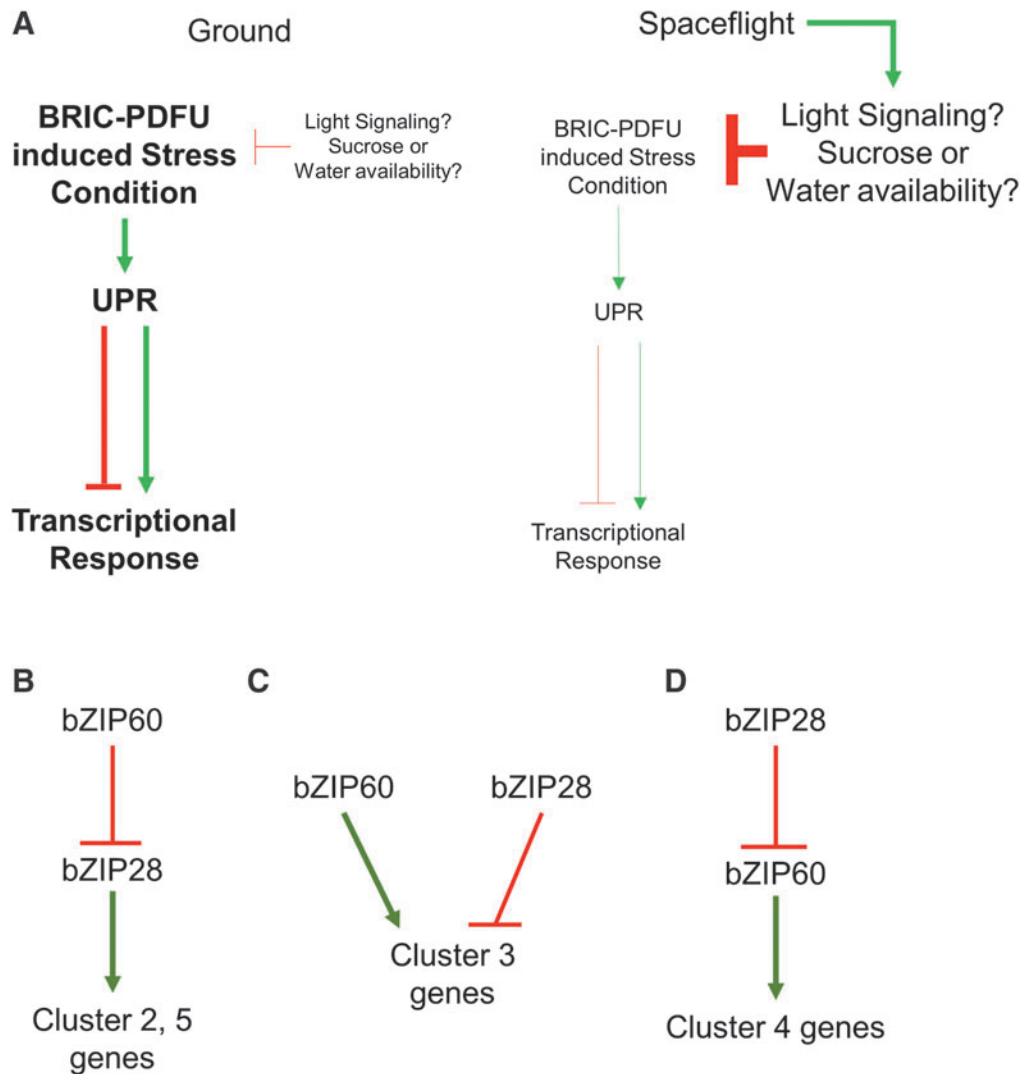 A
Ground
BRIC-PDFU
induced Stress
Condition
Light Signaling?
Sucrose or
Water availability?
UPR
Transcriptional
Response
Spaceflight
BRIC-PDFU
induced Stress
Condition
Light Signaling?
Sucrose or
Water availability?
UPR
Transcriptional
Response
B
bZIP60
bZIP28
Cluster 2, 5
genes
C
bZIP60
bZIP28
Cluster 3
genes
D
bZIP28
bZIP60
Cluster 4 genes